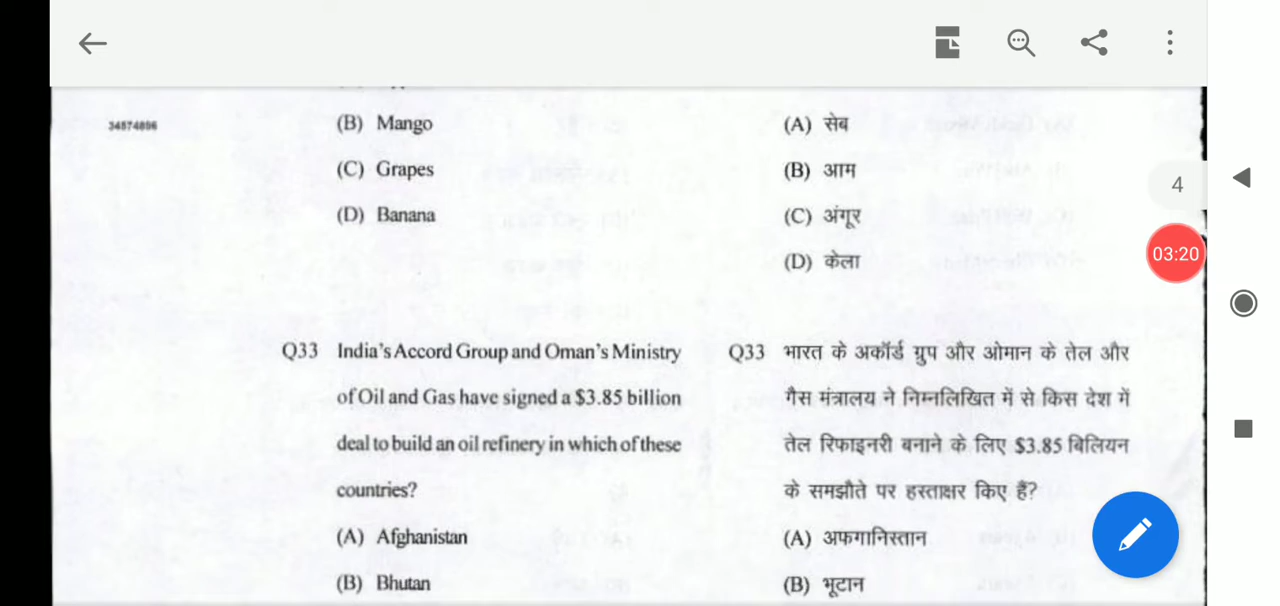 34874896
(B) Mango
(C) Grapes
(D) Banana
(A) सेब
(B) आम
(C) अंगूर
(D) केला
4
03:20
Q33 India's Accord Group and Oman's Ministry
of Oil and Gas have signed a $3.85 billion
deal to build an oil refinery in which of these
countries?
(A) Afghanistan
(B) Bhutan
Q33 भारत के अकॉर्ड ग्रुप और ओमान के तेल और
गैस मंत्रालय ने निम्नलिखित में से किस देश में
तेल रिफाइनरी बनाने के लिए $3.85 बिलियन
के समझौते पर हस्ताक्षर किए हैं?
(A) अफगानिस्तान
(B) भूटान